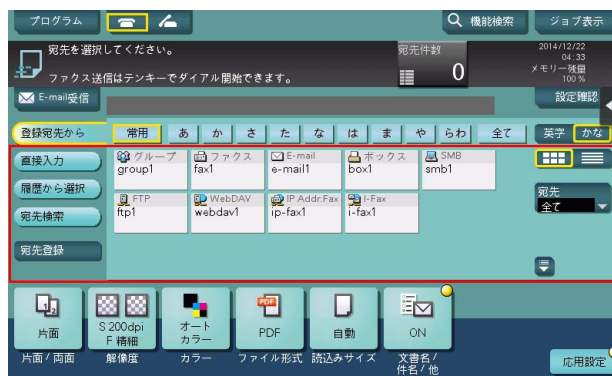 プログラム
機能検索
ジョブ表示
宛先を選択してください。
ファクス送信はテンキーでダイアル開始できます。
宛先件数
0
2014/12/22
04:33
メモリー残量
100 %
E-mail受信
設定確認
登録宛先から
常用 あ か さ た な は ま や らわ 全て
英字 かな
直接入力
履歴から選択
宛先検索
宛先登録
グループ
group1
ファクス
fax1
E-mail
e-mail1
ボックス
box1
SMB
smb1
FTP
ftp1
WebDAV
webdav1
IP Addr.Fax
ip-fax1
I-Fax
i-fax1
宛先
全て
片面
S 200dpi
F 精細
オート
カラー
PDF
自動
ON
片面/両面
解像度
カラー
ファイル形式
読込みサイズ
文書名/
件名/他
応用設定